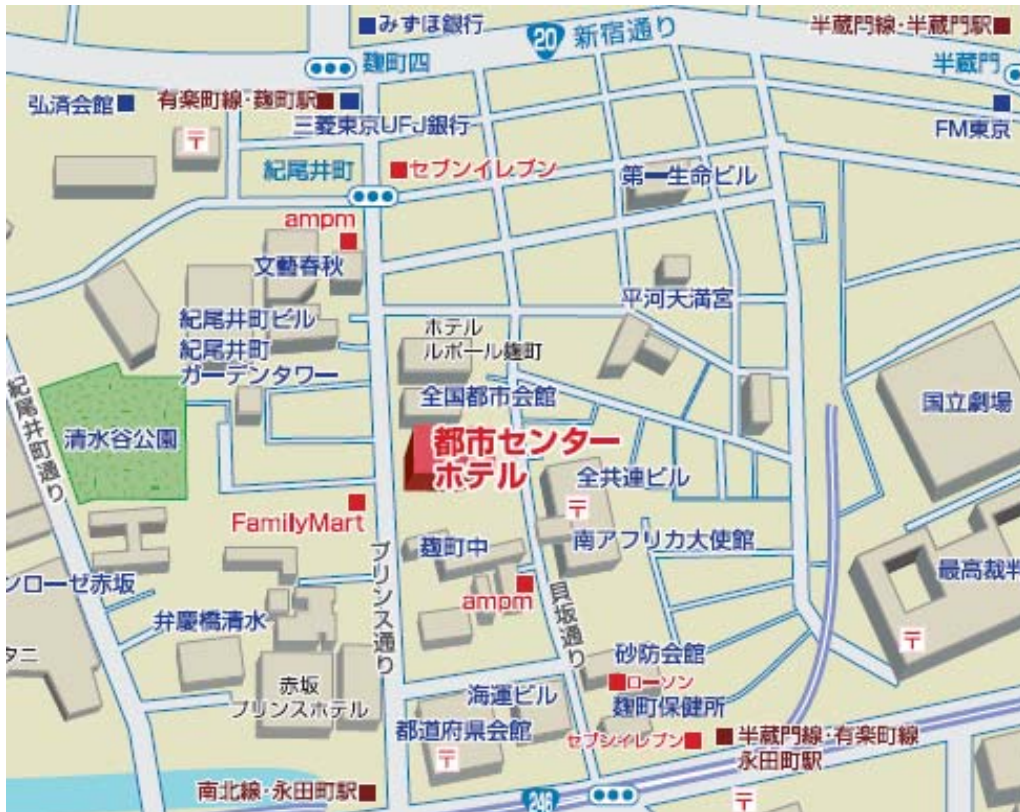 みずほ銀行
20
新宿通り
半蔵門線・半蔵門駅
麹町四
半蔵門
弘済会館
有楽町線・麹町駅
三菱東京UFJ銀行
FM東京
〒
紀尾井町
セブンイレブン
第一生命ビル
ampm
文藝春秋
平河天満宮
紀尾井町ビル
ホテル
ルポール麹町
紀尾井町
ガーデンタワー
全国都市会館
国立劇場
紀尾井町通り
清水谷公園
都市センター
ホテル
全共連ビル
〒
FamilyMart
南アフリカ大使館
麹町中
プリンス通り
最高裁判
ンローゼ赤坂
ampm
貝坂通り
弁慶橋清水
〒
タニ
砂防会館
赤坂
プリンスホテル
ローソン
海運ビル
麹町保健所
都道府県会館
〒
セブンイレブン
半蔵門線・有楽町線
永田町駅
南北線・永田町駅
246
〒